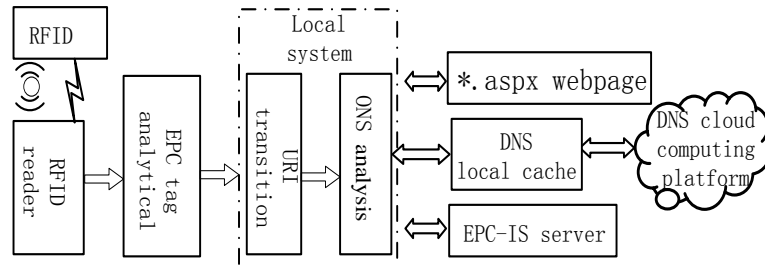 RFID
RFID
reader
EPC tag
analytical
Local
system
URI
transition
ONS analysis
*.aspx webpage
DNS
local cache
EPC-IS server
DNS cloud
computing
platform